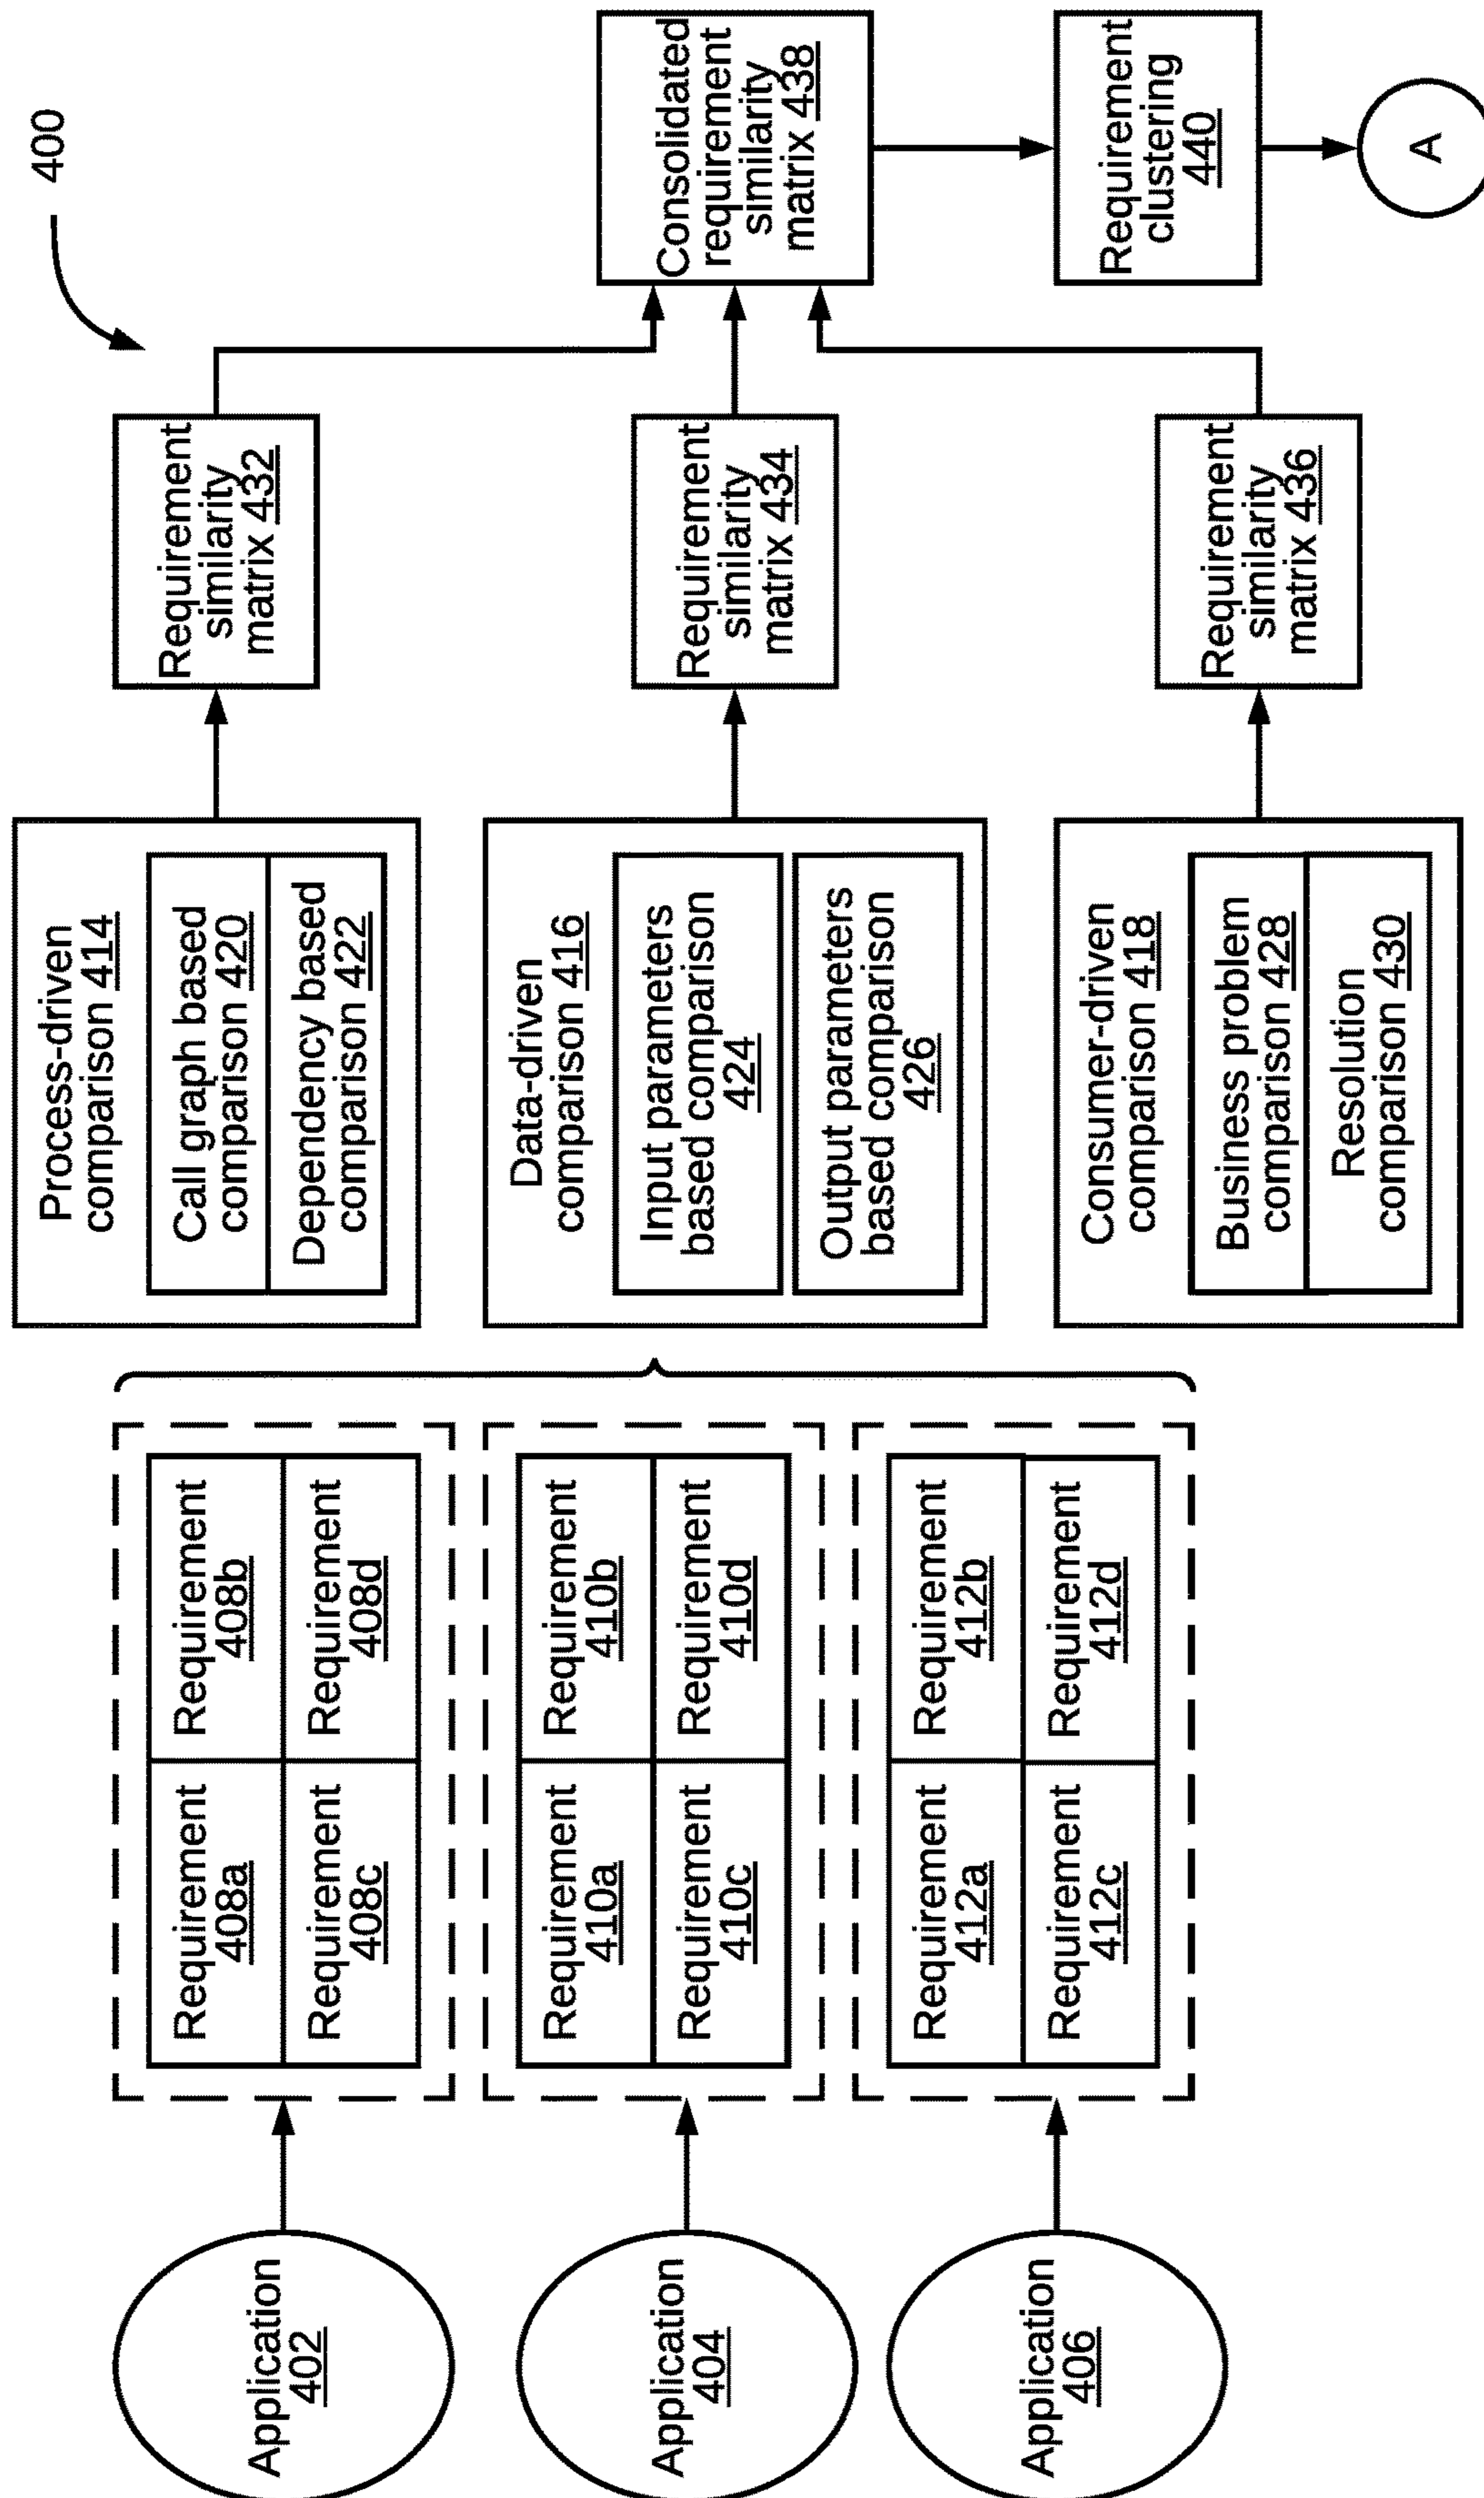 400
Application
402
Application
404
Application
406
Requirement
408a
Requirement
408b
Requirement
408c
Requirement
408d
Requirement
410a
Requirement
410b
Requirement
410c
Requirement
410d
Requirement
412a
Requirement
412b
Requirement
412c
Requirement
412d
Process-driven
comparison 414
Call graph based
comparison 420
Dependency based
comparison 422
Data-driven
comparison 416
Input parameters
based comparison
424
Output parameters
based comparison
426
Consumer-driven
comparison 418
Business problem
comparison 428
Resolution
comparison 430
Requirement
similarity
matrix 432
Requirement
similarity
matrix 434
Requirement
similarity
matrix 436
Consolidated
requirement
similarity
matrix 438
Requirement
clustering
440
A